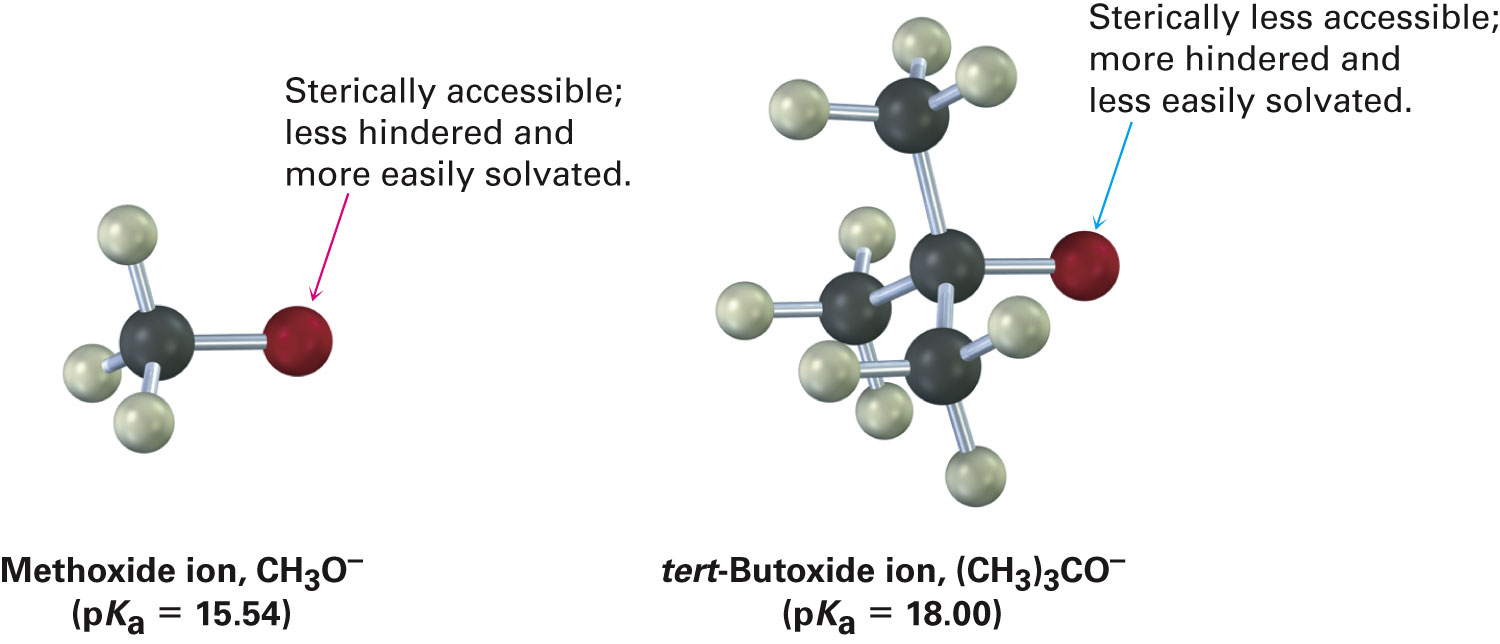 Sterically accessible;
less hindered and
more easily solvated.
Sterically less accessible;
more hindered and
less easily solvated.
Methoxide ion, CH₃O⁻
(pKₐ = 15.54)
tert-Butoxide ion, (CH₃)₃CO⁻
(pKₐ = 18.00)